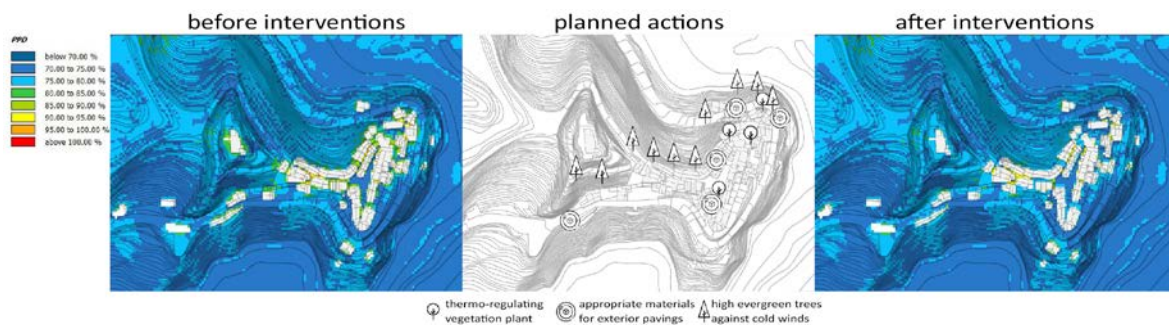 before interventions
planned actions
after interventions
PPD
below 70.00 %
70.00 to 75.00 %
75.00 to 80.00 %
80.00 to 85.00 %
85.00 to 90.00 %
90.00 to 95.00 %
95.00 to 100.00 %
above 100.00 %
thermo-regulating
vegetation plant
appropriate materials
for exterior pavings
high evergreen trees
against cold winds